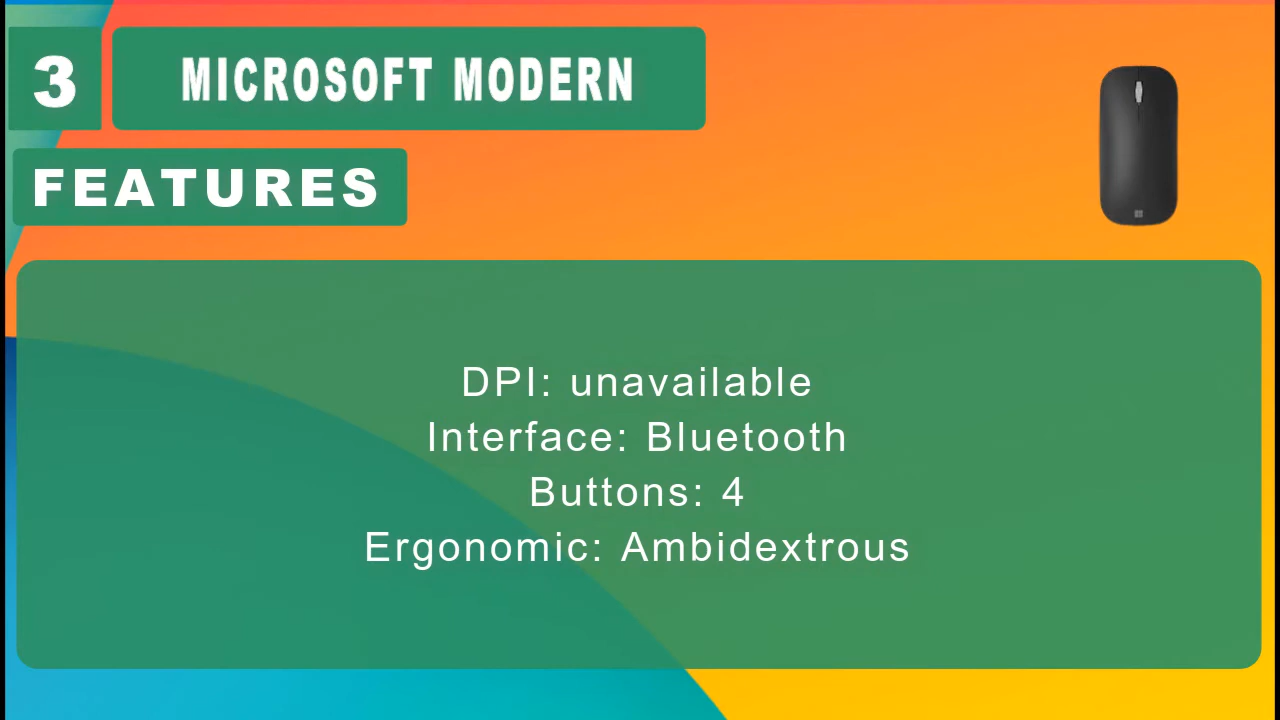 3
MICROSOFT MODERN
FEATURES
DPI: unavailable
Interface: Bluetooth
Buttons: 4
Ergonomic: Ambidextrous